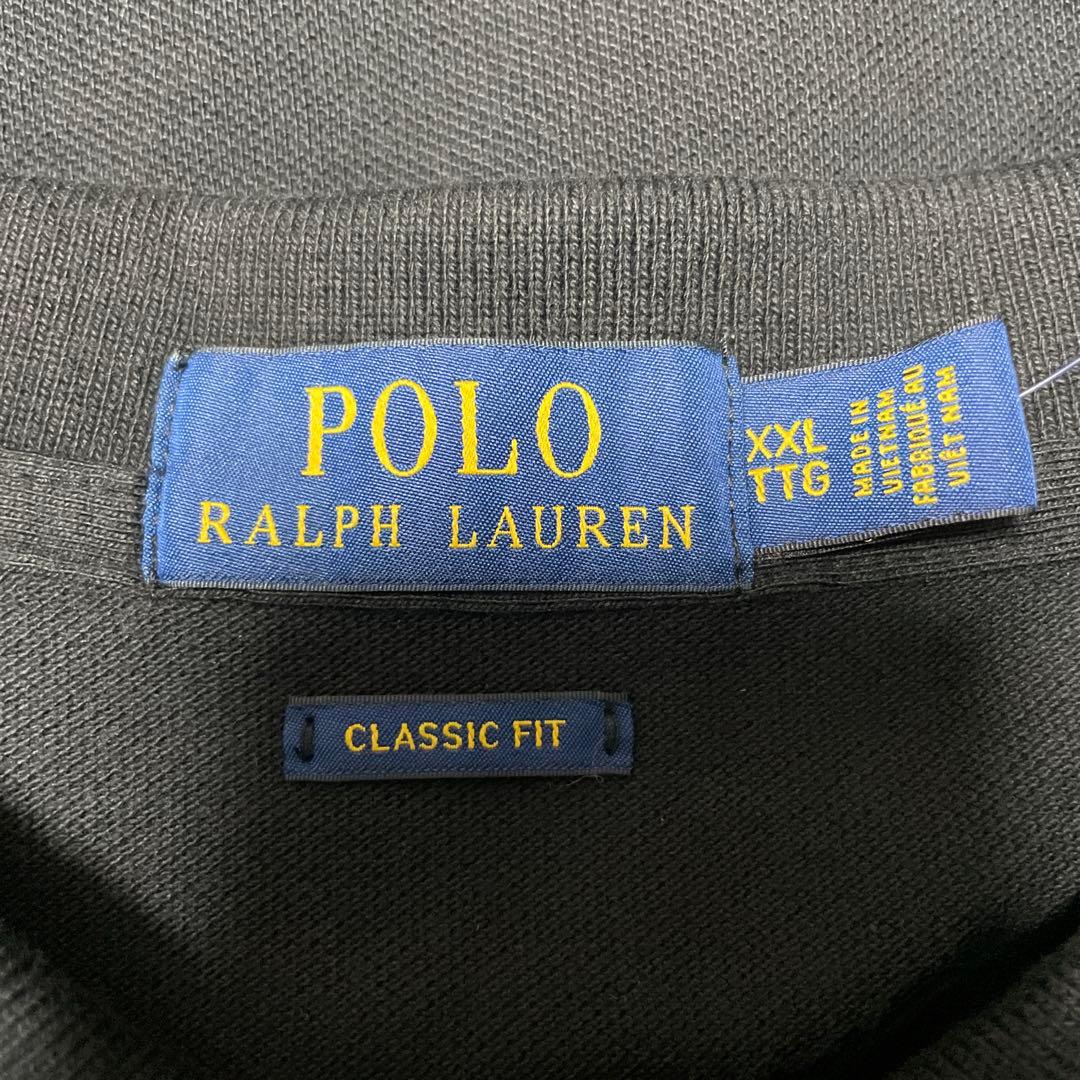 POLO
RALPH LAUREN
XXL
TTG
MADE IN
VIETNAM
FABRIQUÉ AU
VIÊT NAM
CLASSIC FIT